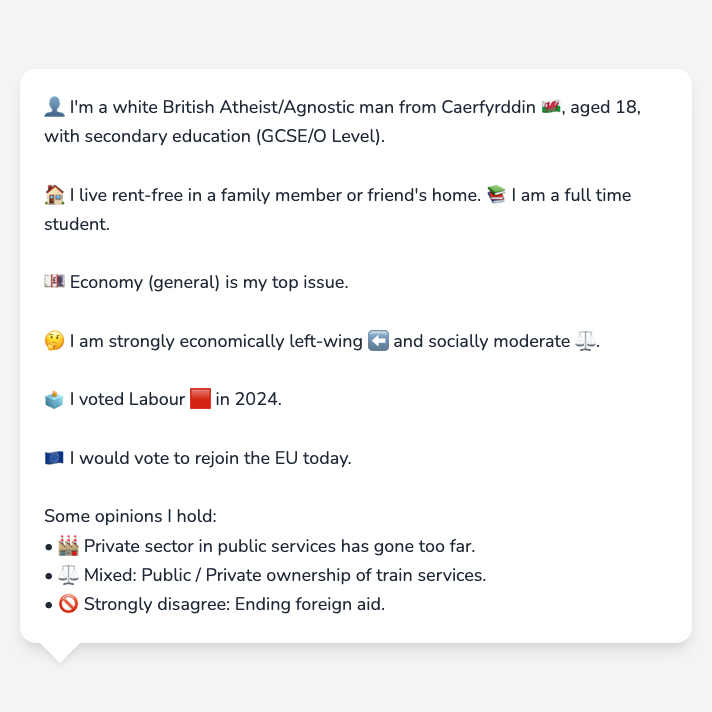 👤 I'm a white British Atheist/Agnostic man from Caerfyrddin 🏴󠁧󠁢󠁷󠁬󠁳󠁿, aged 18,
with secondary education (GCSE/O Level).
🏠 I live rent-free in a family member or friend's home. 📚 I am a full time
student.
💷 Economy (general) is my top issue.
🤔 I am strongly economically left-wing ⬅️ and socially moderate ⚖️.
🗳️ I voted Labour 🟥 in 2024.
🇪🇺 I would vote to rejoin the EU today.
Some opinions I hold:
• 🏭 Private sector in public services has gone too far.
• ⚖️ Mixed: Public / Private ownership of train services.
• 🚫 Strongly disagree: Ending foreign aid.